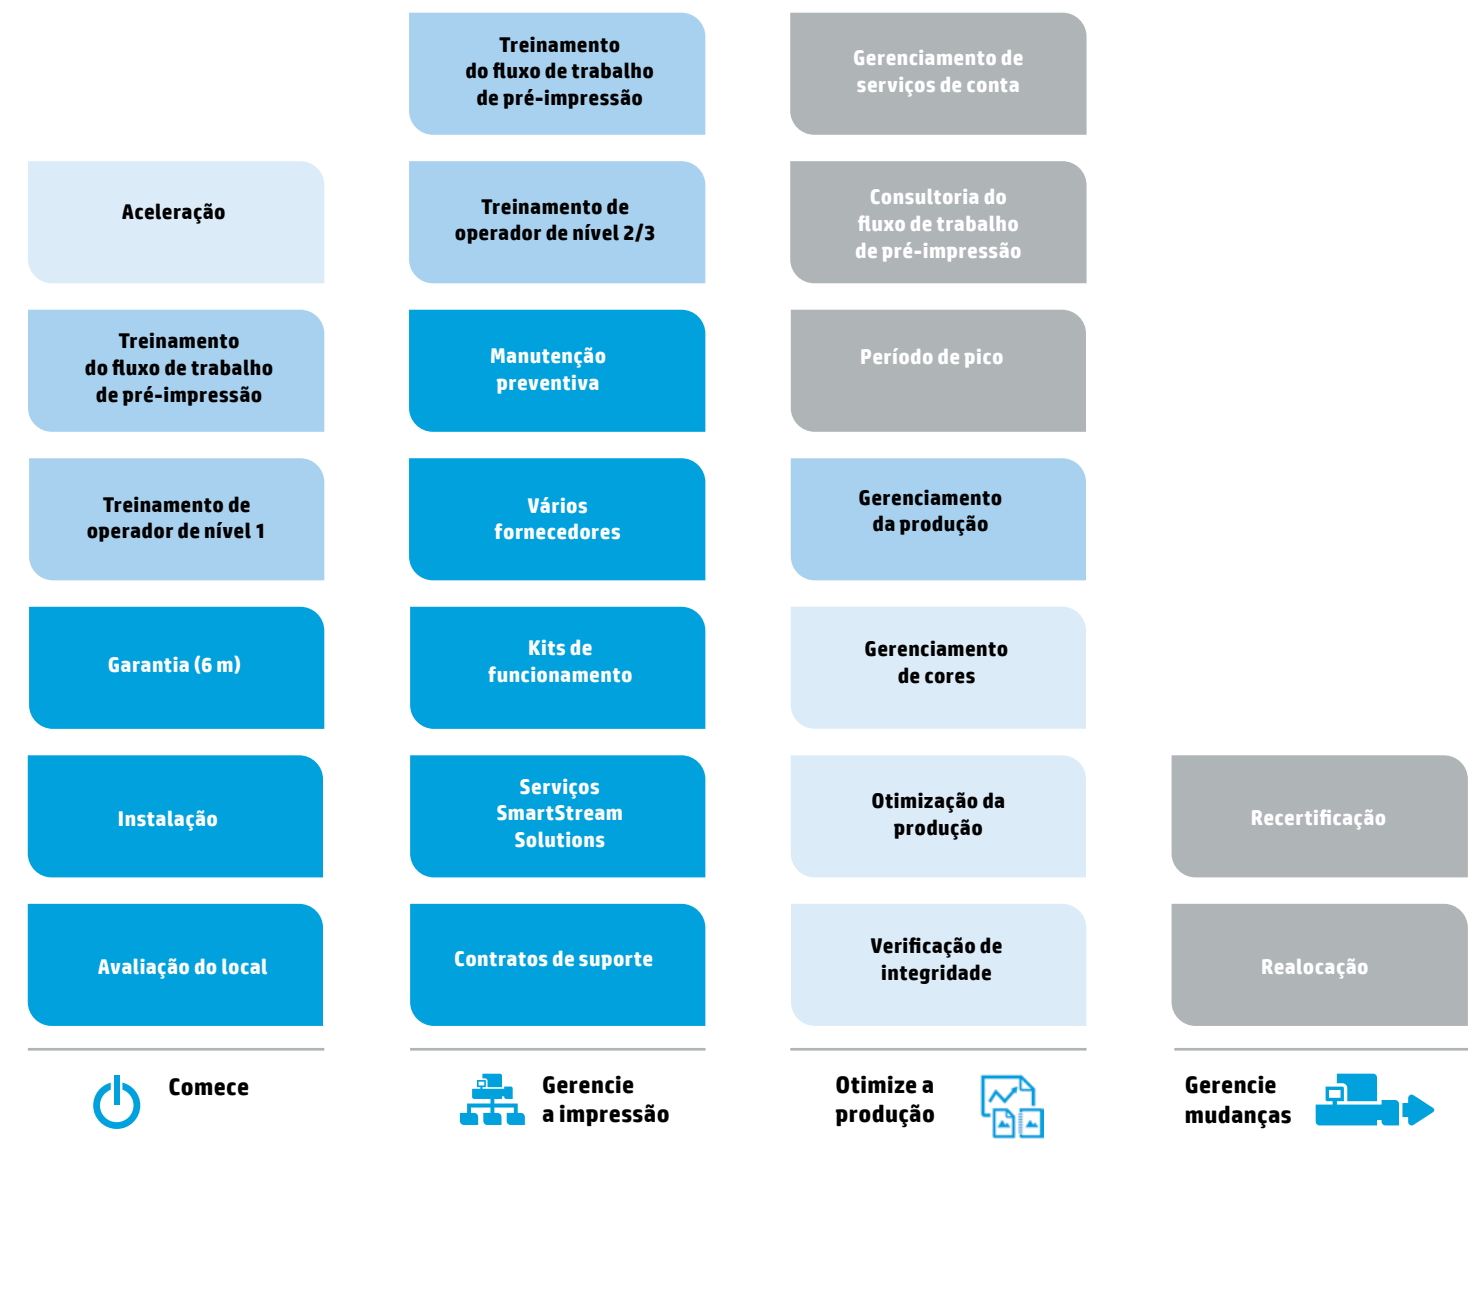 Treinamento
do fluxo de trabalho
de pré-impressão
Gerenciamento de
serviços de conta
Aceleração
Treinamento de
operador de nível 2/3
Consultoria do
fluxo de trabalho
de pré-impressão
Treinamento
do fluxo de trabalho
de pré-impressão
Manutenção
preventiva
Período de pico
Treinamento de
operador de nível 1
Vários
fornecedores
Gerenciamento
da produção
Garantia (6 m)
Kits de
funcionamento
Gerenciamento
de cores
Instalação
Serviços
SmartStream
Solutions
Otimização da
produção
Recertificação
Avaliação do local
Contratos de suporte
Verificação de
integridade
Realocação
Comece
Gerencie
a impressão
Otimize a
produção
Gerencie
mudanças